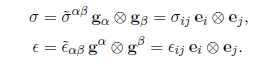 σ = σ̃^{αβ} g_α ⊗ g_β = σ_{ij} e_i ⊗ e_j,
ϵ = ϵ̃_{αβ} g^α ⊗ g^β = ϵ_{ij} e_i ⊗ e_j.